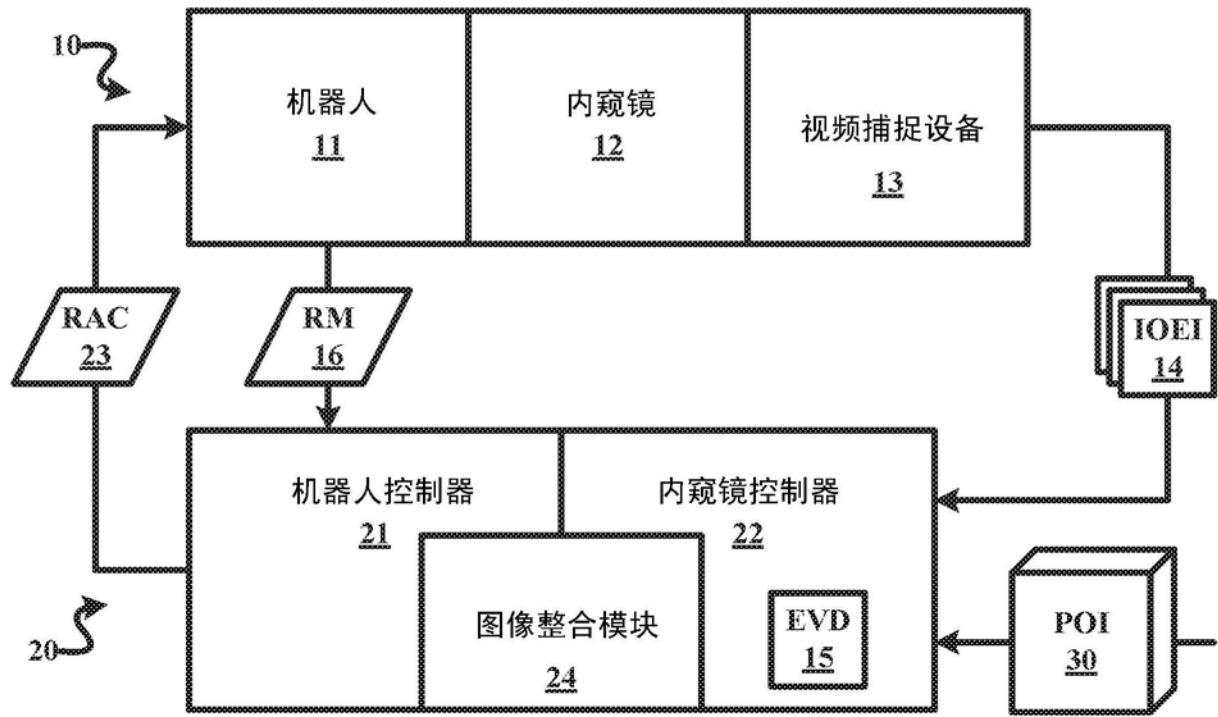 10
机器人
11
内窥镜
12
视频捕捉设备
13
RAC
23
RM
16
IOEI
14
机器人控制器
21
内窥镜控制器
22
图像整合模块
24
EVD
15
POI
30
20